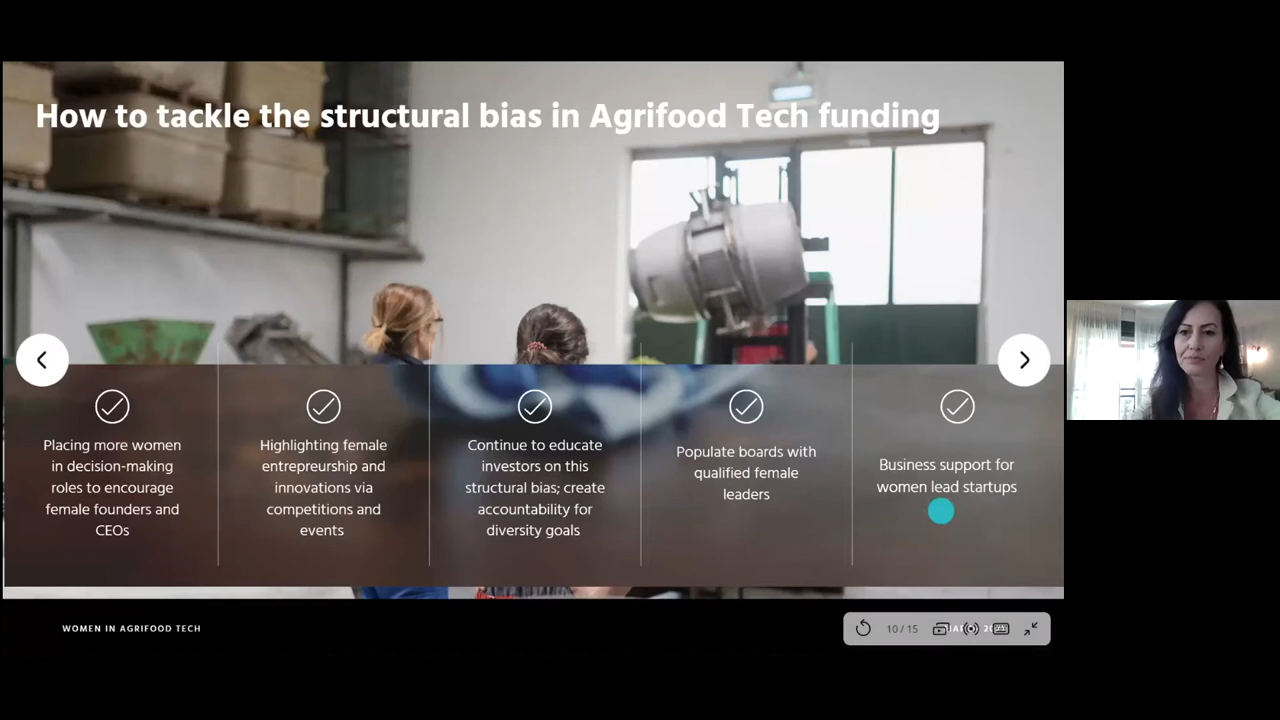 How to tackle the structural bias in Agrifood Tech funding
Placing more women
in decision-making
roles to encourage
female founders and
CEOs
Highlighting female
entrepreurship and
innovations via
competitions and
events
Continue to educate
investors on this
structural bias; create
accountability for
diversity goals
Populate boards with
qualified female
leaders
Business support for
women lead startups
WOMEN IN AGRIFOOD TECH
10 / 15